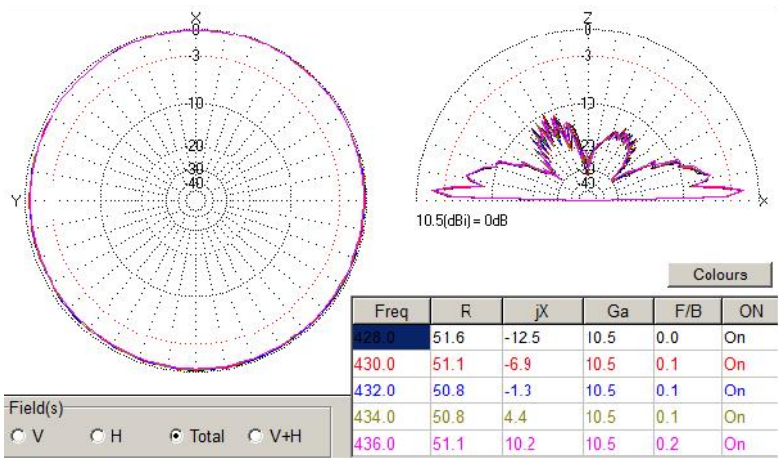 X
0
-3
-10
-20
-30
-40
Y
Z
0
-3
-10
-20
-30
-40
X
10.5(dBi) = 0dB
Colours
Freq R jX Ga F/B ON
428.0 51.6 -12.5 10.5 0.0 On
430.0 51.1 -6.9 10.5 0.1 On
432.0 50.8 -1.3 10.5 0.1 On
434.0 50.8 4.4 10.5 0.1 On
436.0 51.1 10.2 10.5 0.2 On
Field(s)
V H Total V+H